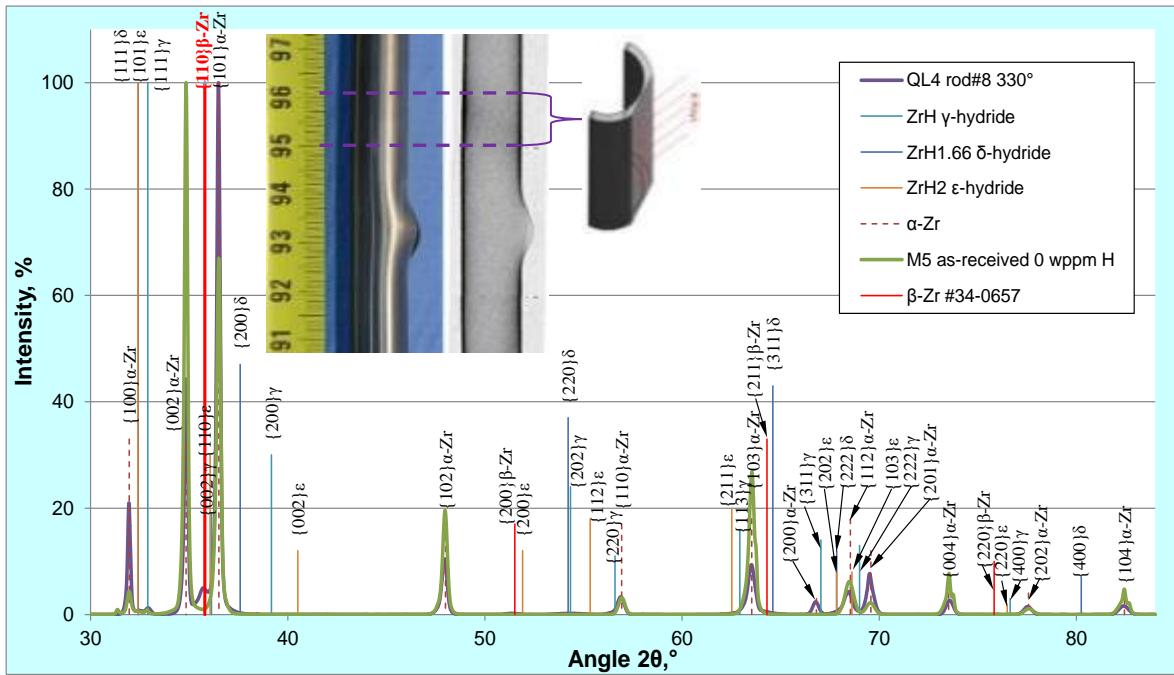 Intensity, %
120
100
80
60
40
20
0
30
40
50
60
70
80
Angle 2θ,°
{111}δ
{101}ε
{111}γ
{110}β-Zr
{101}α-Zr
{100}α-Zr
{002}α-Zr
{002}γ
{110}ε
{200}δ
{200}γ
{002}ε
{102}α-Zr
{200}β-Zr
{200}ε
{220}δ
{202}γ
{112}ε
{220}γ
{110}α-Zr
{211}ε
{113}γ
{103}α-Zr
{211}β-Zr
{311}δ
{200}α-Zr
{311}γ
{202}ε
{222}δ
{112}α-Zr
{103}ε
{222}γ
{201}α-Zr
{004}α-Zr
{220}β-Zr
{220}ε
{400}γ
{202}α-Zr
{400}δ
{104}α-Zr
97
96
95
94
93
92
91
QL4 rod#8 330°
ZrH γ-hydride
ZrH1.66 δ-hydride
ZrH2 ε-hydride
α-Zr
M5 as-received 0 wppm H
β-Zr #34-0657